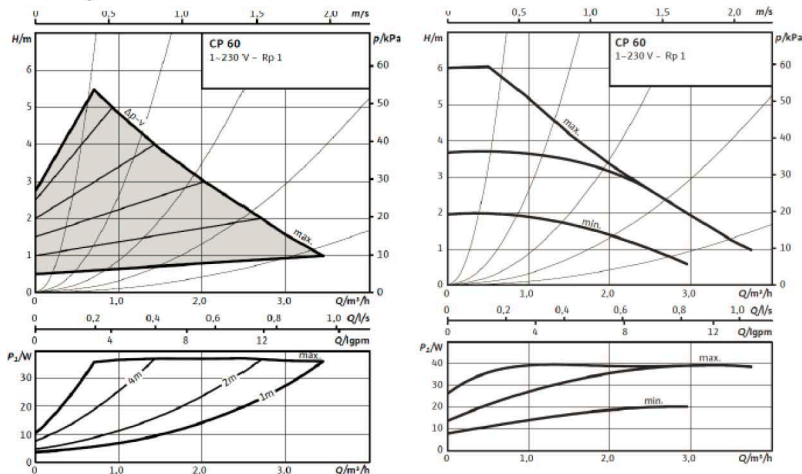 0 0,5 1,0 1,5 2,0 m/s
H/m
p/kPa
CP 60
1~230 V - Rp 1
6
5
4
3
2
1
0
60
50
40
30
20
10
0
Δp-v
max.
0 1,0 2,0 3,0 Q/m³/h
0 0,2 0,4 0,6 0,8 1,0 Q/l/s
0 4 8 12 Q/Igpm
P₁/W
30
20
10
0
max.
4m
2m
1m
0 1,0 2,0 3,0 Q/m³/h
0 0,5 1,0 1,5 2,0 m/s
H/m
p/kPa
CP 60
1~230 V - Rp 1
6
5
4
3
2
1
0
60
50
40
30
20
10
0
max.
min.
0 1,0 2,0 3,0 Q/m³/h
0 0,2 0,4 0,6 0,8 Q/l/s
0 4 8 12 Q/Igpm
P₁/W
40
30
20
10
0
max.
min.
0 1,0 2,0 3,0 Q/m³/h